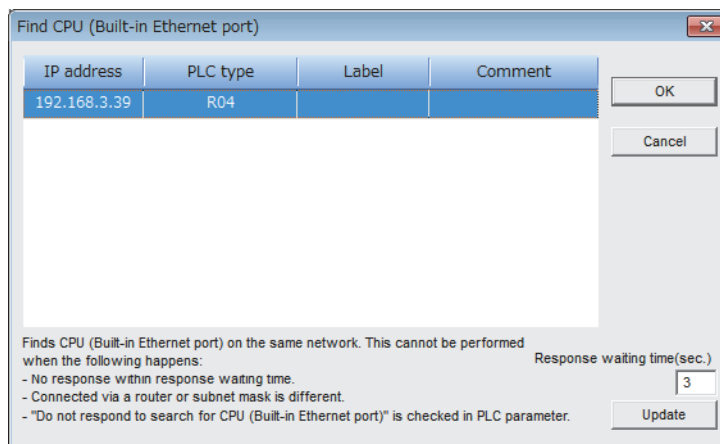 Find CPU (Built-in Ethernet port)
IP address PLC type Label Comment
192.168.3.39 R04
OK
Cancel
Finds CPU (Built-in Ethernet port) on the same network. This cannot be performed
when the following happens:
- No response within response waiting time.
- Connected via a router or subnet mask is different.
- "Do not respond to search for CPU (Built-in Ethernet port)" is checked in PLC parameter.
Response waiting time(sec.)
3
Update